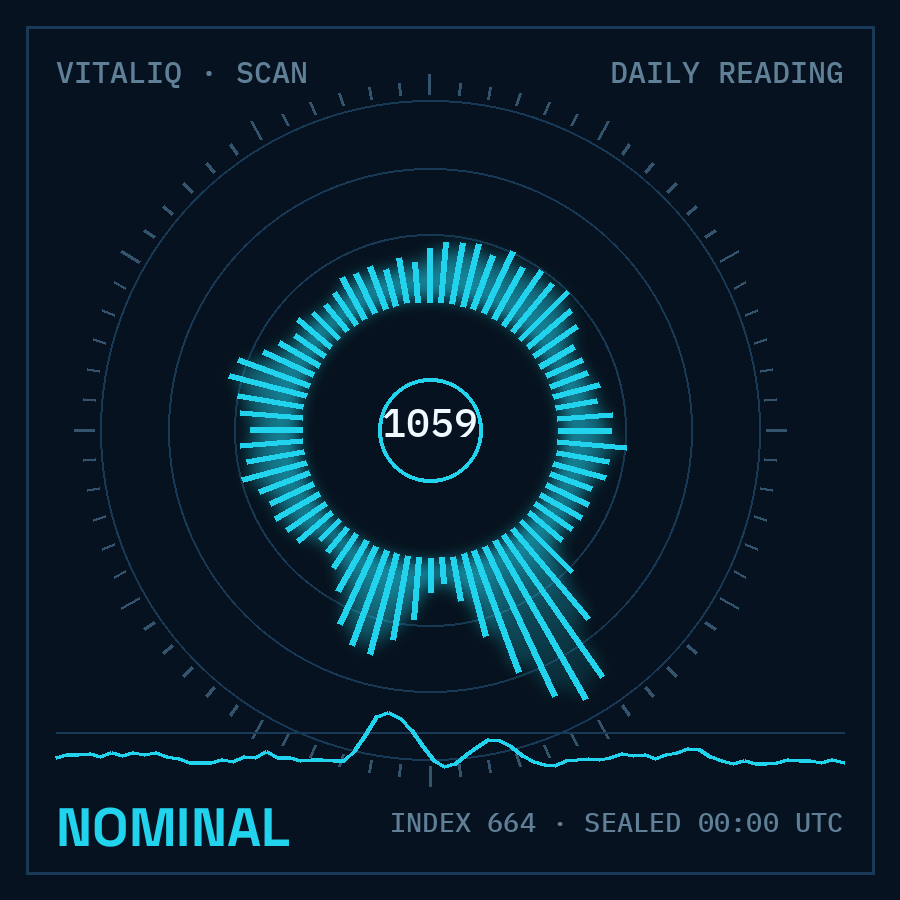 VITALIQ · SCAN
DAILY READING
1059
NOMINAL
INDEX 664 · SEALED 00:00 UTC